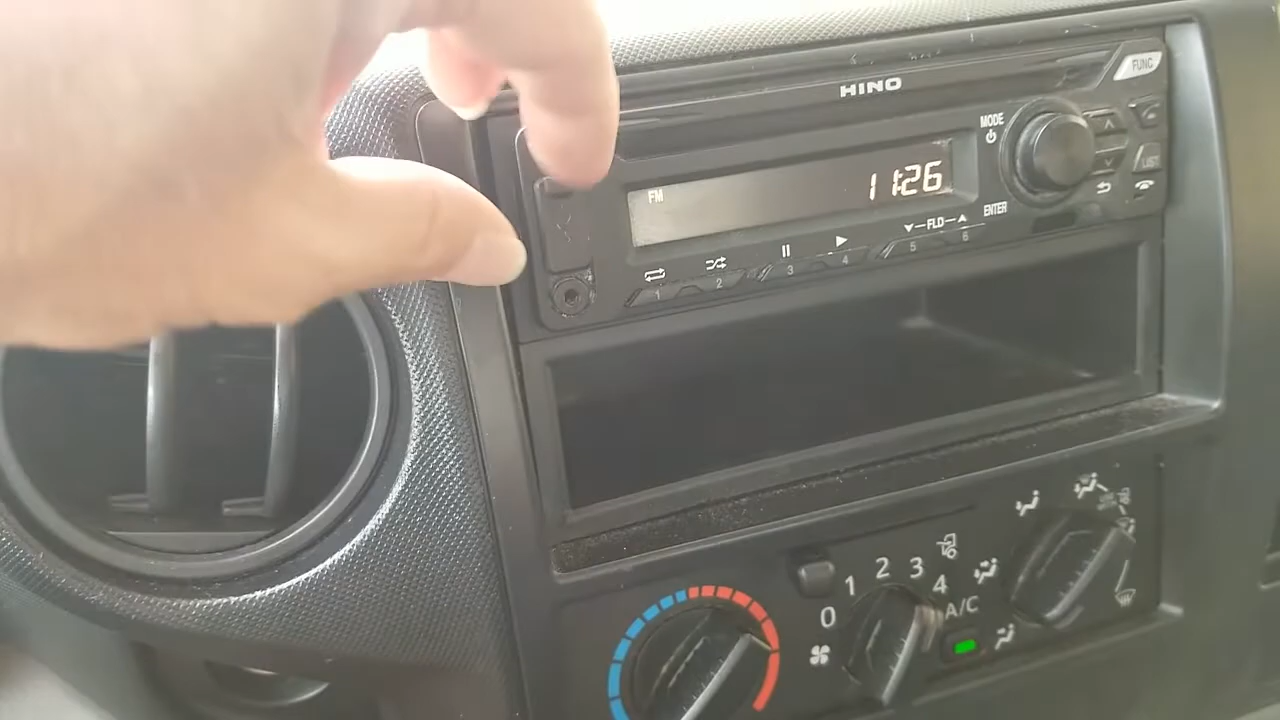 HINO
FUNC
MODE
FM
11:26
LIST
ENTER
FLD
1 2 3 4 5 6
0 1 2 3 4
A/C